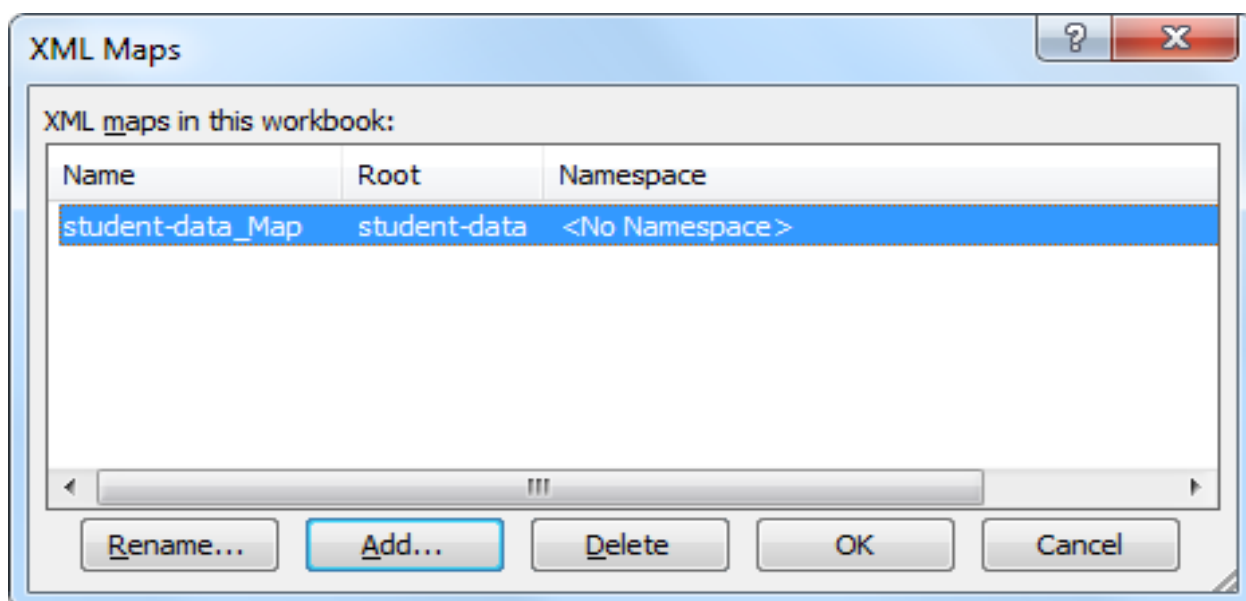 XML Maps
XML maps in this workbook:
Name Root Namespace
student-data_Map student-data <No Namespace>
Rename... Add... Delete OK Cancel